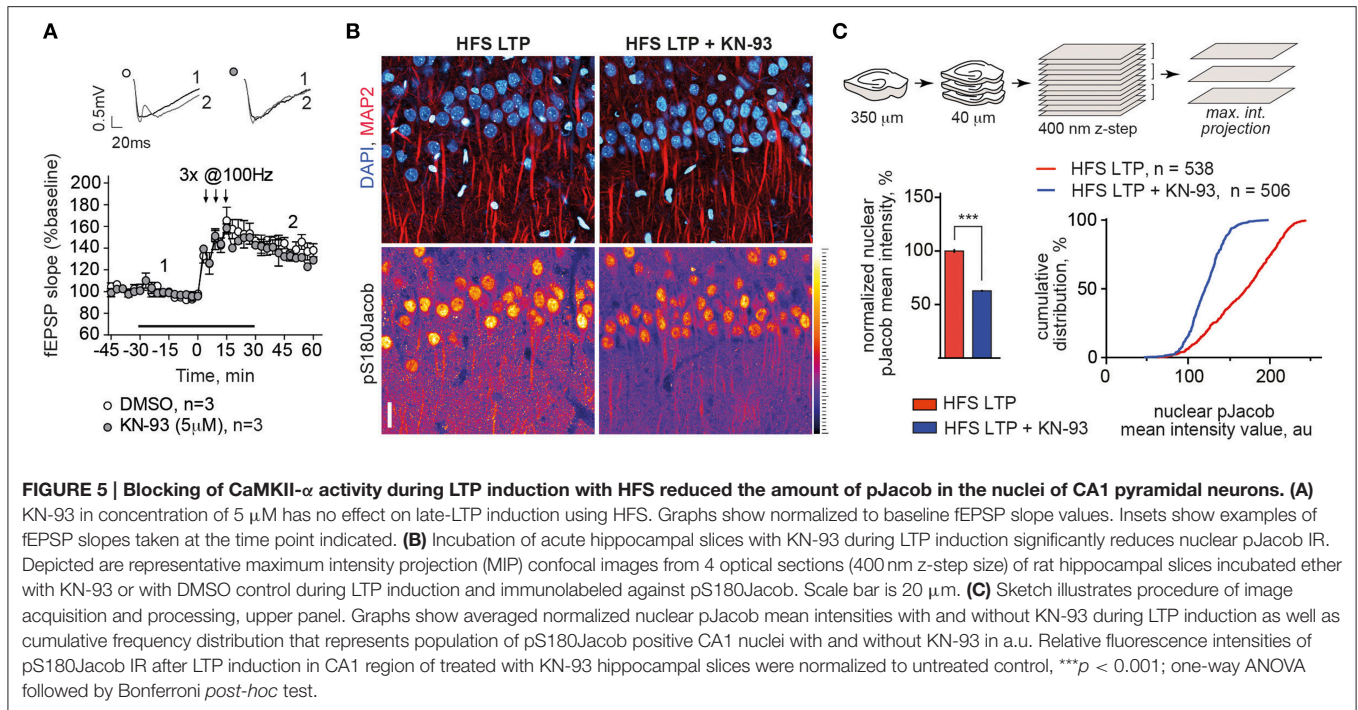 A
1
2
1
2
0.5mV
20ms
3x @100Hz
fEPSP slope (%baseline)
200
180
160
140
120
100
80
60
1
2
-45
-30
-15
0
15
30
45
60
Time, min
DMSO, n=3
KN-93 (5μM), n=3
B
HFS LTP
HFS LTP + KN-93
DAPI, MAP2
pS180Jacob
C
350 μm
40 μm
400 nm z-step
max. int.
projection
normalized nuclear
pJacob mean intensity, %
100
50
***
HFS LTP
HFS LTP + KN-93
HFS LTP, n = 538
HFS LTP + KN-93, n = 506
cumulative
distribution, %
100
50
0
0
100
200
nuclear pJacob
mean intensity value, au
FIGURE 5 | Blocking of CaMKII-α activity during LTP induction with HFS reduced the amount of pJacob in the nuclei of CA1 pyramidal neurons. (A)
KN-93 in concentration of 5 μM has no effect on late-LTP induction using HFS. Graphs show normalized to baseline fEPSP slope values. Insets show examples of
fEPSP slopes taken at the time point indicated. (B) Incubation of acute hippocampal slices with KN-93 during LTP induction significantly reduces nuclear pJacob IR.
Depicted are representative maximum intensity projection (MIP) confocal images from 4 optical sections (400 nm z-step size) of rat hippocampal slices incubated ether
with KN-93 or with DMSO control during LTP induction and immunolabeled against pS180Jacob. Scale bar is 20 μm. (C) Sketch illustrates procedure of image
acquisition and processing, upper panel. Graphs show averaged normalized nuclear pJacob mean intensities with and without KN-93 during LTP induction as well as
cumulative frequency distribution that represents population of pS180Jacob positive CA1 nuclei with and without KN-93 in a.u. Relative fluorescence intensities of
pS180Jacob IR after LTP induction in CA1 region of treated with KN-93 hippocampal slices were normalized to untreated control, ***p < 0.001; one-way ANOVA
followed by Bonferroni post-hoc test.